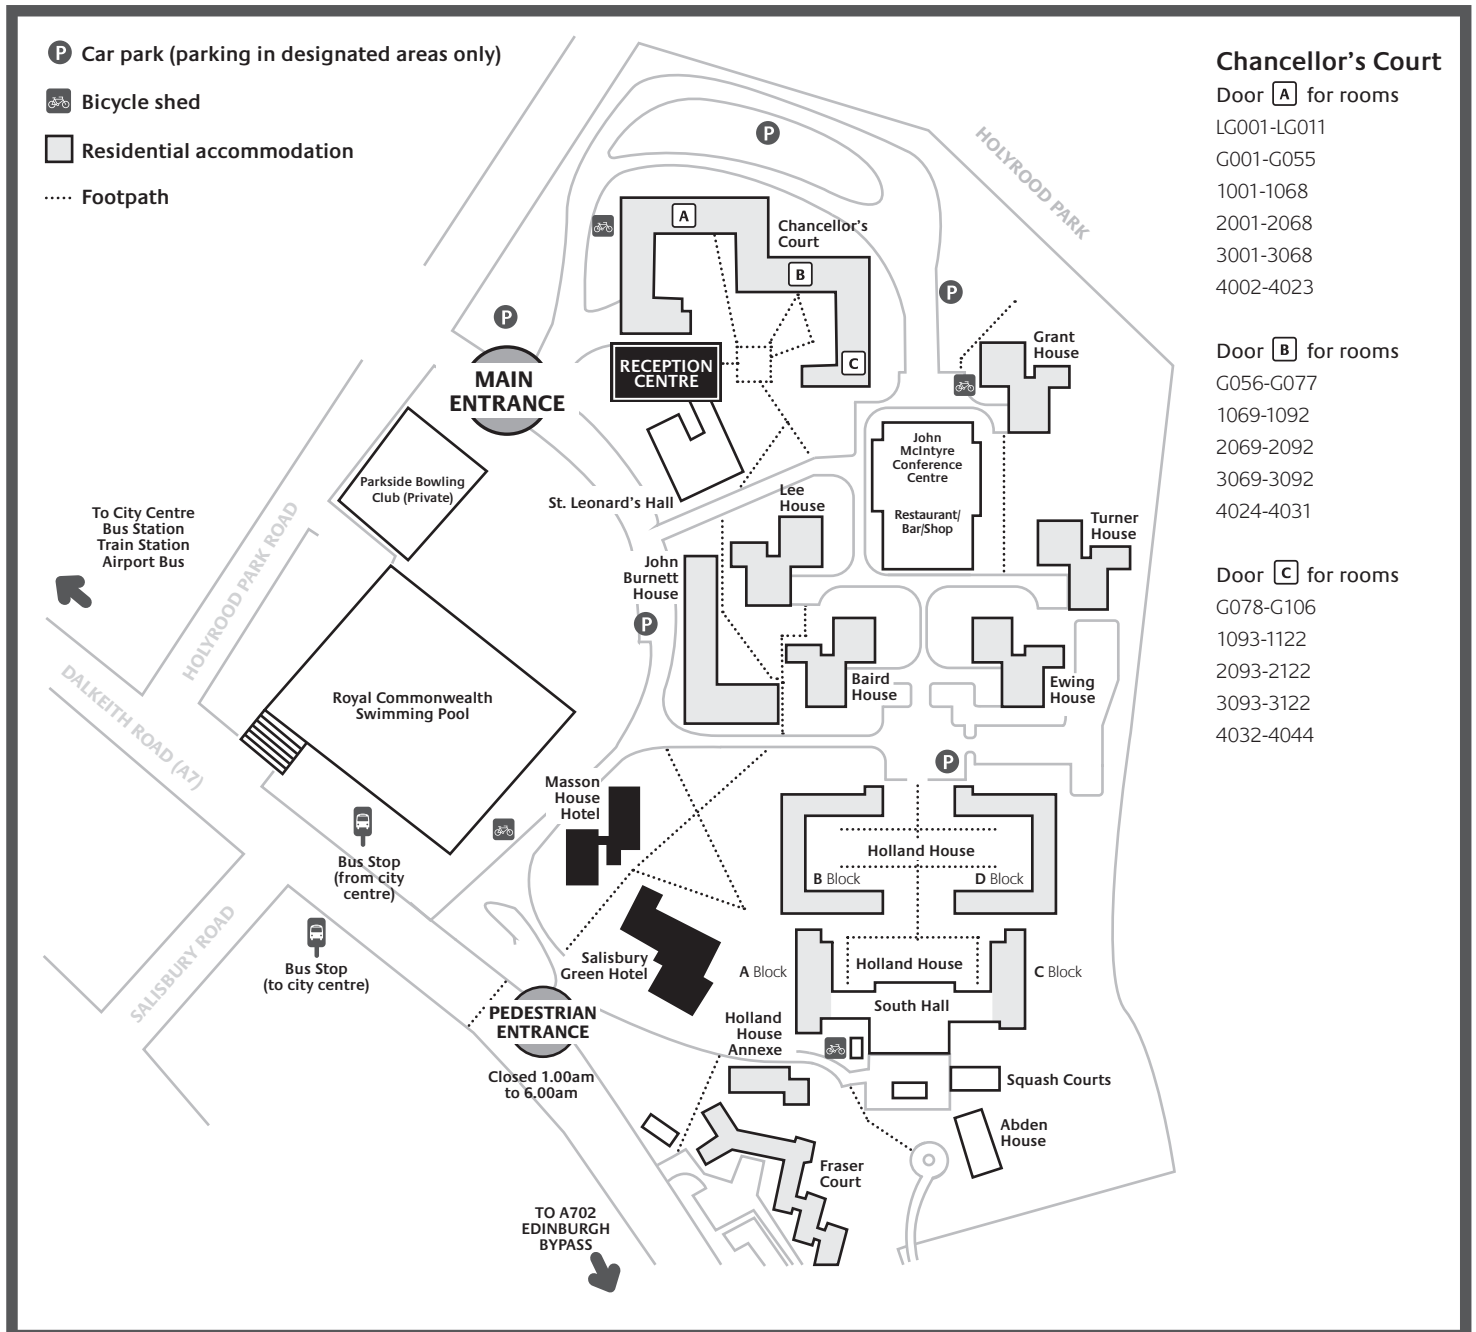 P Car park (parking in designated areas only)
Bicycle shed
Residential accommodation
Footpath
Chancellor's Court
Door A for rooms
LG001-LG011
G001-G055
1001-1068
2001-2068
3001-3068
4002-4023
Door B for rooms
G056-G077
1069-1092
2069-2092
3069-3092
4024-4031
Door C for rooms
G078-G106
1093-1122
2093-2122
3093-3122
4032-4044
P
HOLYROOD PARK
A
Chancellor's
Court
B
P
P
Grant
House
C
RECEPTION
CENTRE
MAIN
ENTRANCE
John
McIntyre
Conference
Centre
Restaurant/
Bar/Shop
Parkside Bowling
Club (Private)
St. Leonard's Hall
Lee
House
Turner
House
To City Centre
Bus Station
Train Station
Airport Bus
HOLYROOD PARK ROAD
John
Burnett
House
P
DALKEITH ROAD (A7)
Royal Commonwealth
Swimming Pool
Baird
House
Ewing
House
P
Masson
House
Hotel
Bus Stop
(from city
centre)
Holland House
B Block
D Block
SALISBURY ROAD
Bus Stop
(to city centre)
Salisbury
Green Hotel
A Block
Holland House
C Block
South Hall
PEDESTRIAN
ENTRANCE
Closed 1.00am
to 6.00am
Holland
House
Annexe
Squash Courts
Abden
House
Fraser
Court
TO A702
EDINBURGH
BYPASS